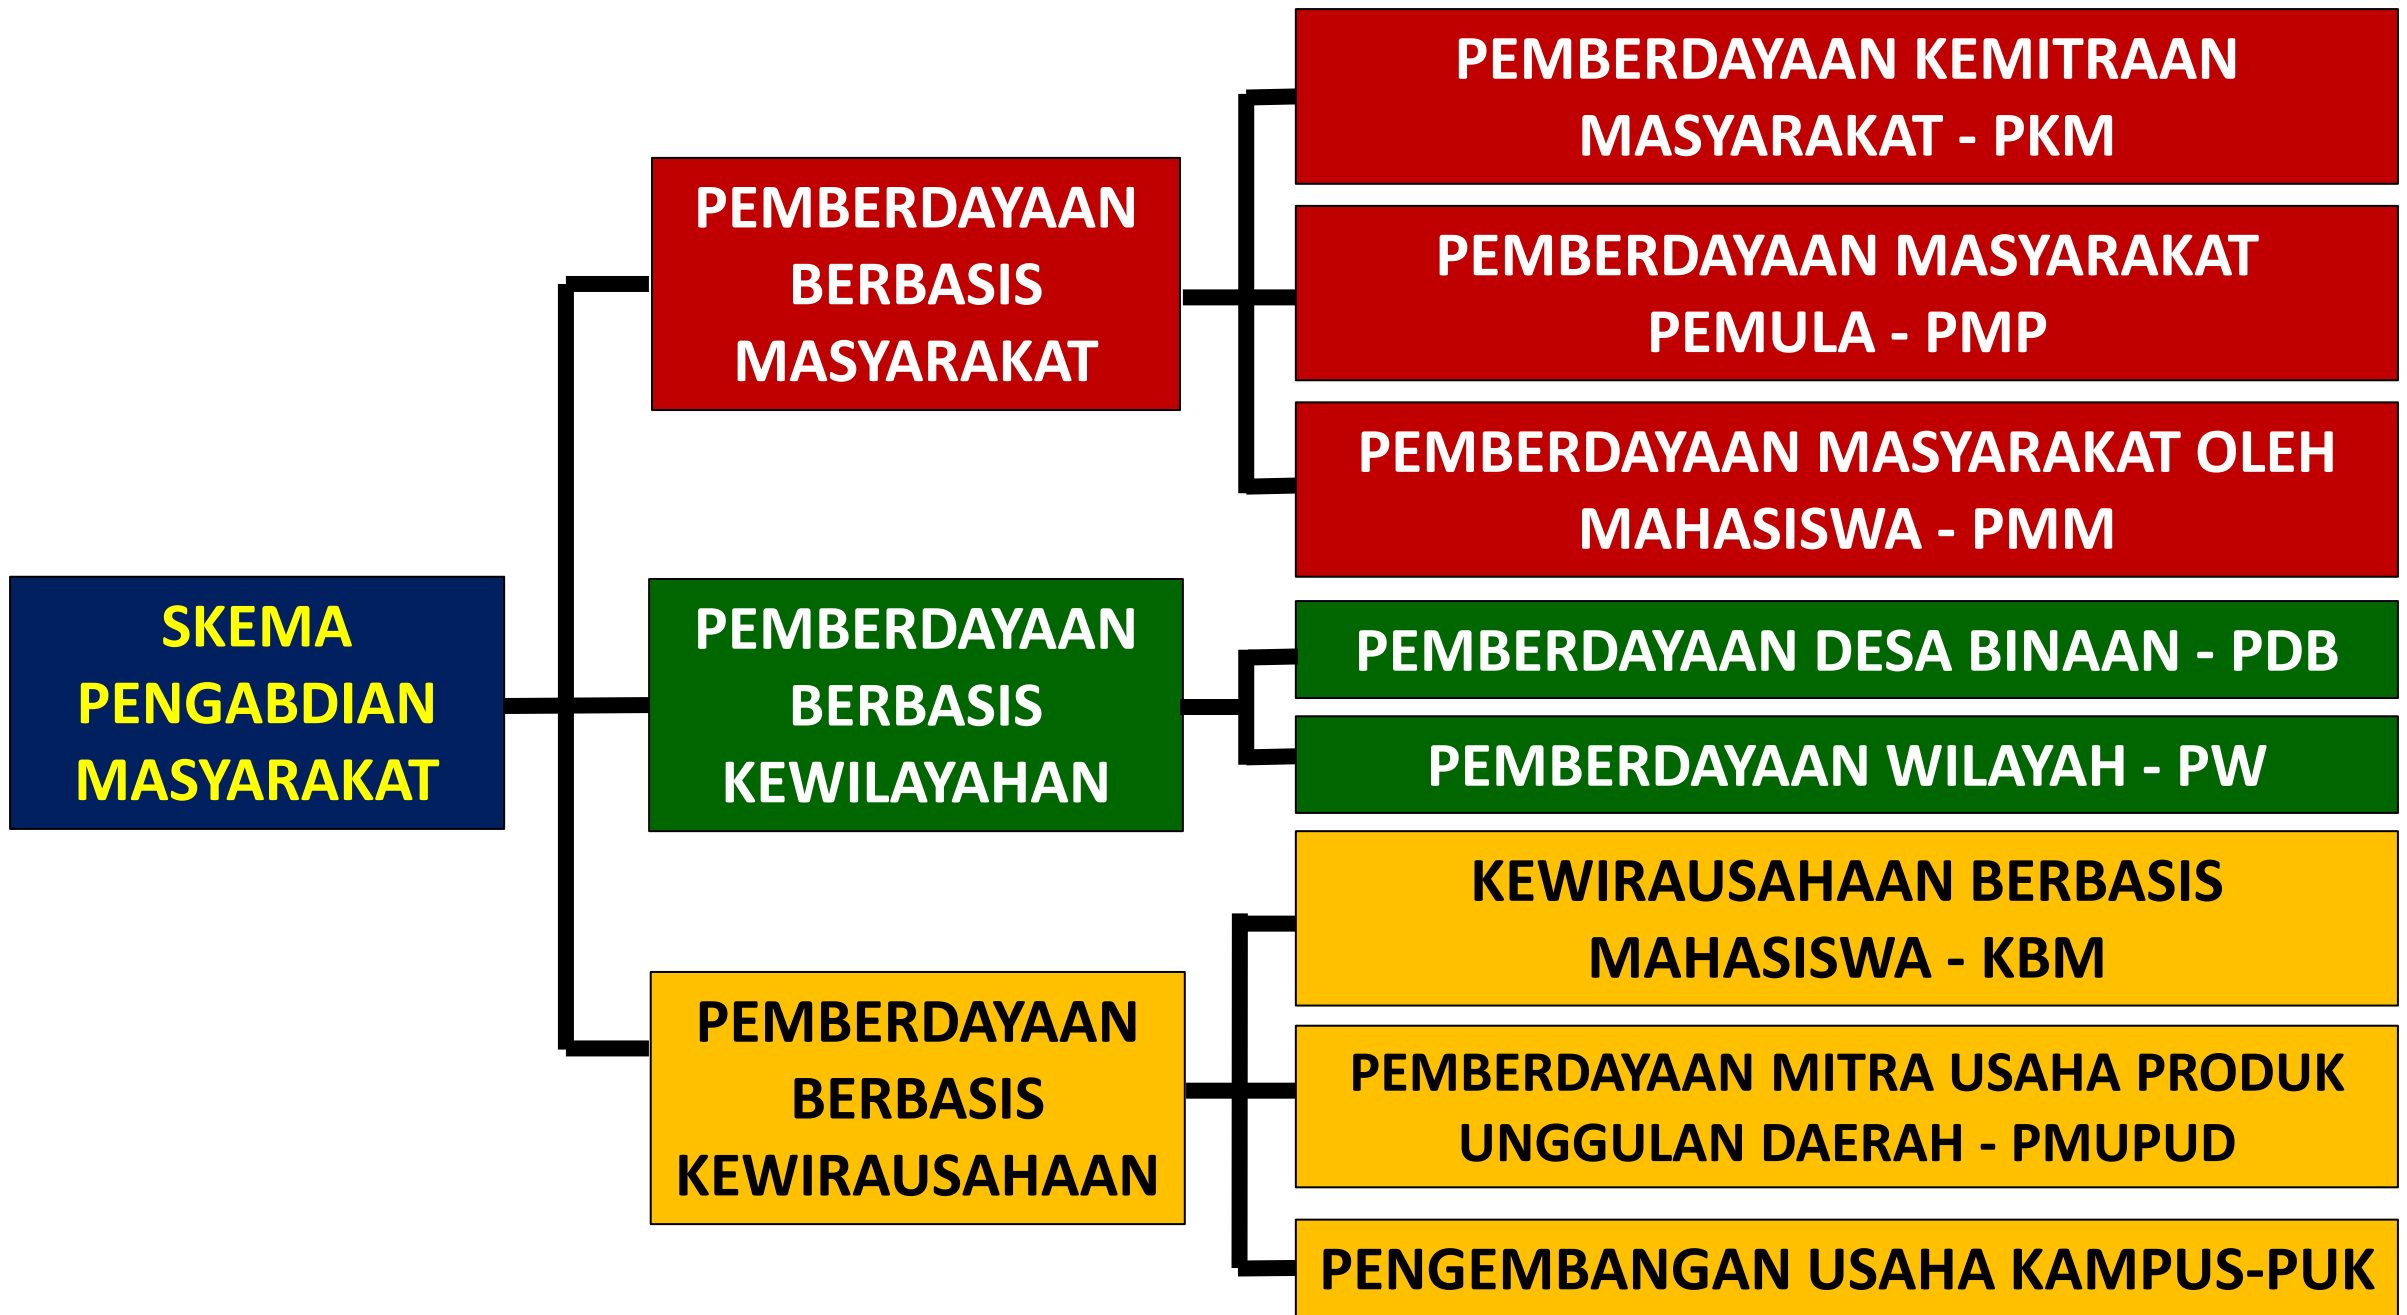 SKEMA
PENGABDIAN
MASYARAKAT
PEMBERDAYAAN
BERBASIS
MASYARAKAT
PEMBERDAYAAN KEMITRAAN
MASYARAKAT - PKM
PEMBERDAYAAN MASYARAKAT
PEMULA - PMP
PEMBERDAYAAN MASYARAKAT OLEH
MAHASISWA - PMM
PEMBERDAYAAN
BERBASIS
KEWILAYAHAN
PEMBERDAYAAN DESA BINAAN - PDB
PEMBERDAYAAN WILAYAH - PW
PEMBERDAYAAN
BERBASIS
KEWIRAUSAHAAN
KEWIRAUSAHAAN BERBASIS
MAHASISWA - KBM
PEMBERDAYAAN MITRA USAHA PRODUK
UNGGULAN DAERAH - PMUPUD
PENGEMBANGAN USAHA KAMPUS-PUK